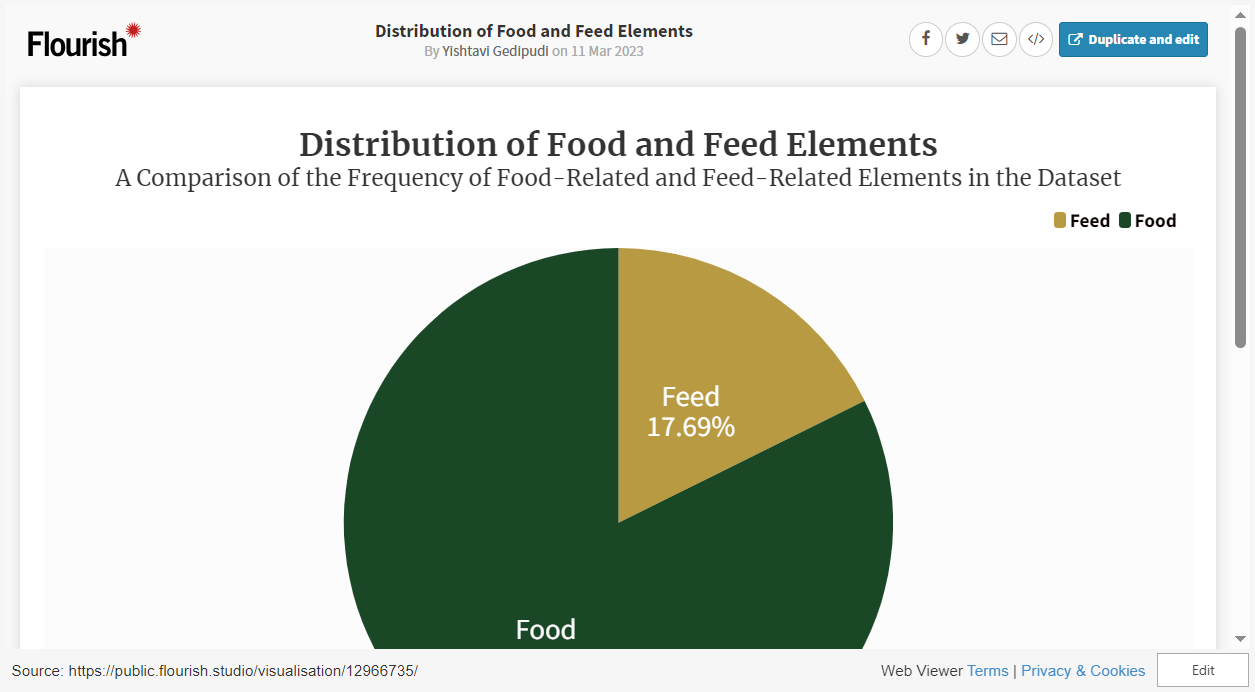 Flourish
Distribution of Food and Feed Elements
By Yishtavi Gedipudi on 11 Mar 2023
f
</>
Duplicate and edit
Distribution of Food and Feed Elements
A Comparison of the Frequency of Food-Related and Feed-Related Elements in the Dataset
Feed Food
Feed
17.69%
Food
Source: https://public.flourish.studio/visualisation/12966735/
Web Viewer Terms | Privacy & Cookies
Edit